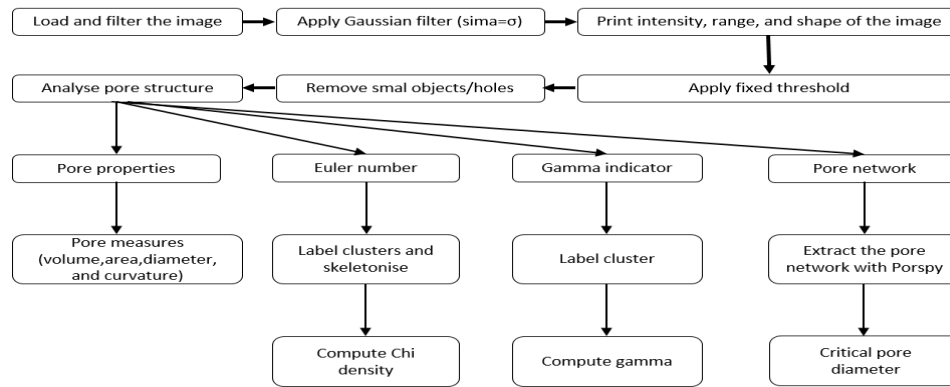 Load and filter the image
Apply Gaussian filter (sima=σ)
Print intensity, range, and shape of the image
Analyse pore structure
Remove smal objects/holes
Apply fixed threshold
Pore properties
Euler number
Gamma indicator
Pore network
Pore measures
(volume,area,diameter,
and curvature)
Label clusters and
skeletonise
Label cluster
Extract the pore
network with Porspy
Compute Chi
density
Compute gamma
Critical pore
diameter